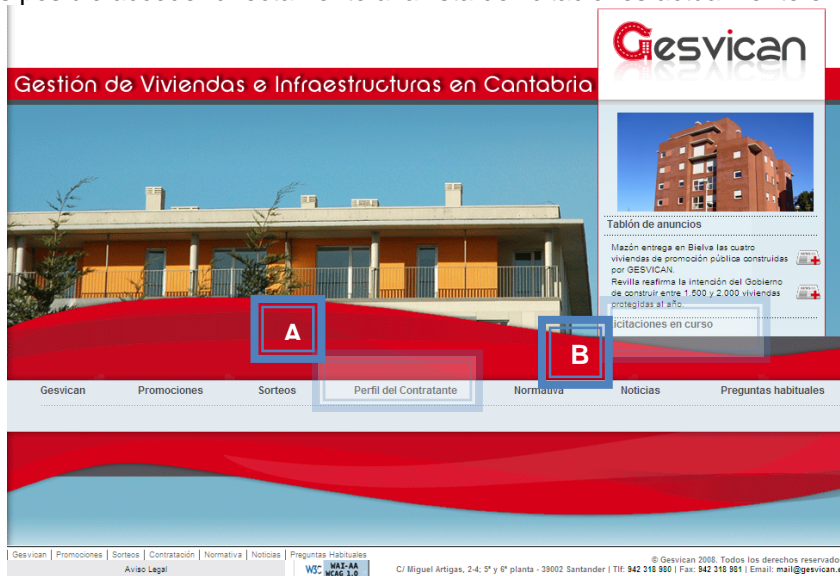 Gesvican
Gestión de Viviendas e Infraestructuras en Cantabria
Tablón de anuncios
Mazón entrega en Bielva las cuatro
viviendas de promoción pública construidas
por GESVICAN.
Revilla reafirma la intención del Gobierno
de construir entre 1.500 y 2.000 viviendas
protegidas al año.
icitaciones en curso
A
B
Gesvican Promociones Sorteos Perfil del Contratante Normativa Noticias Preguntas habituales
Gesvican | Promociones | Sorteos | Contratación | Normativa | Noticias | Preguntas Habituales
Aviso Legal
W3C WAI-AA WCAG 1.0
© Gesvican 2008. Todos los derechos reservado
C/ Miguel Artigas, 2-4; 5ª y 6ª planta - 39002 Santander | Tlf: 942 318 980 | Fax: 942 318 981 | Email: mail@gesvican.e